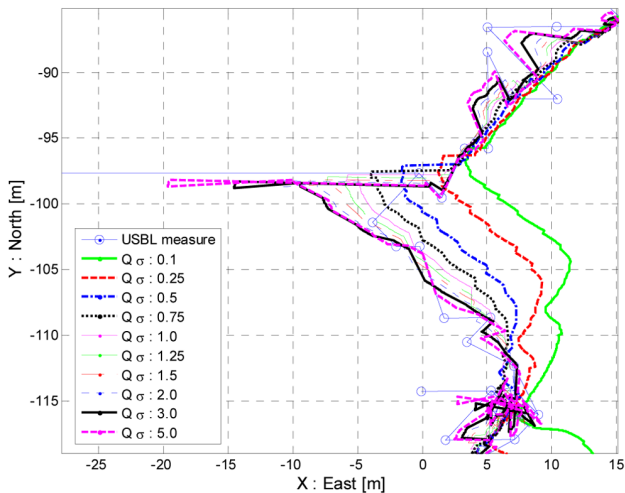 Y : North [m]
-90
-95
-100
-105
-110
-115
USBL measure
Q σ : 0.1
Q σ : 0.25
Q σ : 0.5
Q σ : 0.75
Q σ : 1.0
Q σ : 1.25
Q σ : 1.5
Q σ : 2.0
Q σ : 3.0
Q σ : 5.0
-25 -20 -15 -10 -5 0 5 10 15
X : East [m]